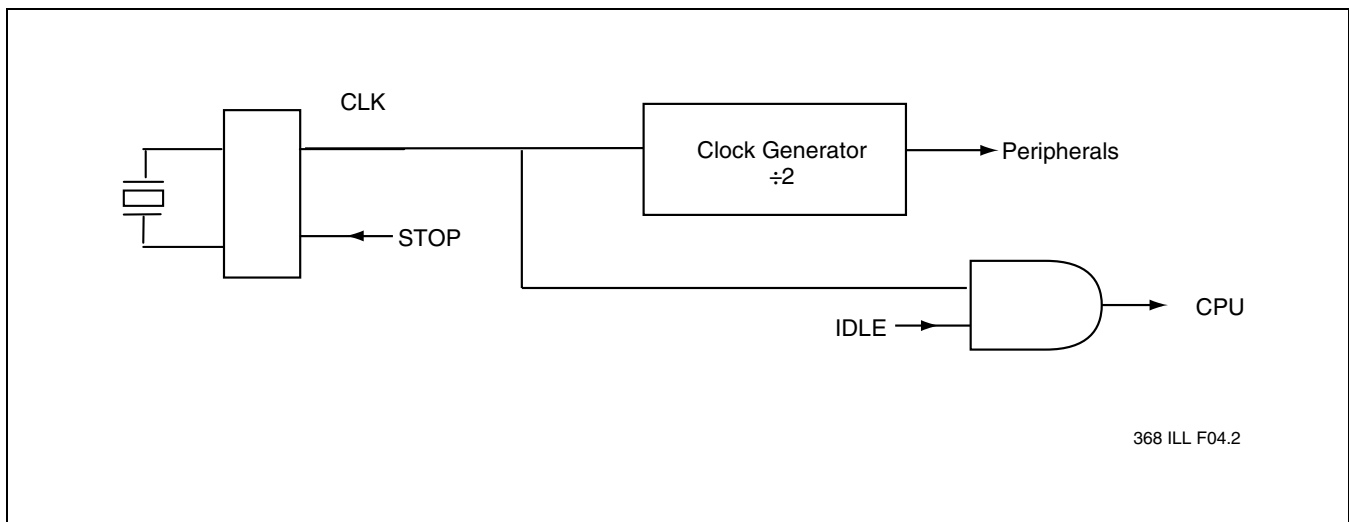 CLK
Clock Generator
÷2
Peripherals
STOP
IDLE
CPU
368 ILL F04.2